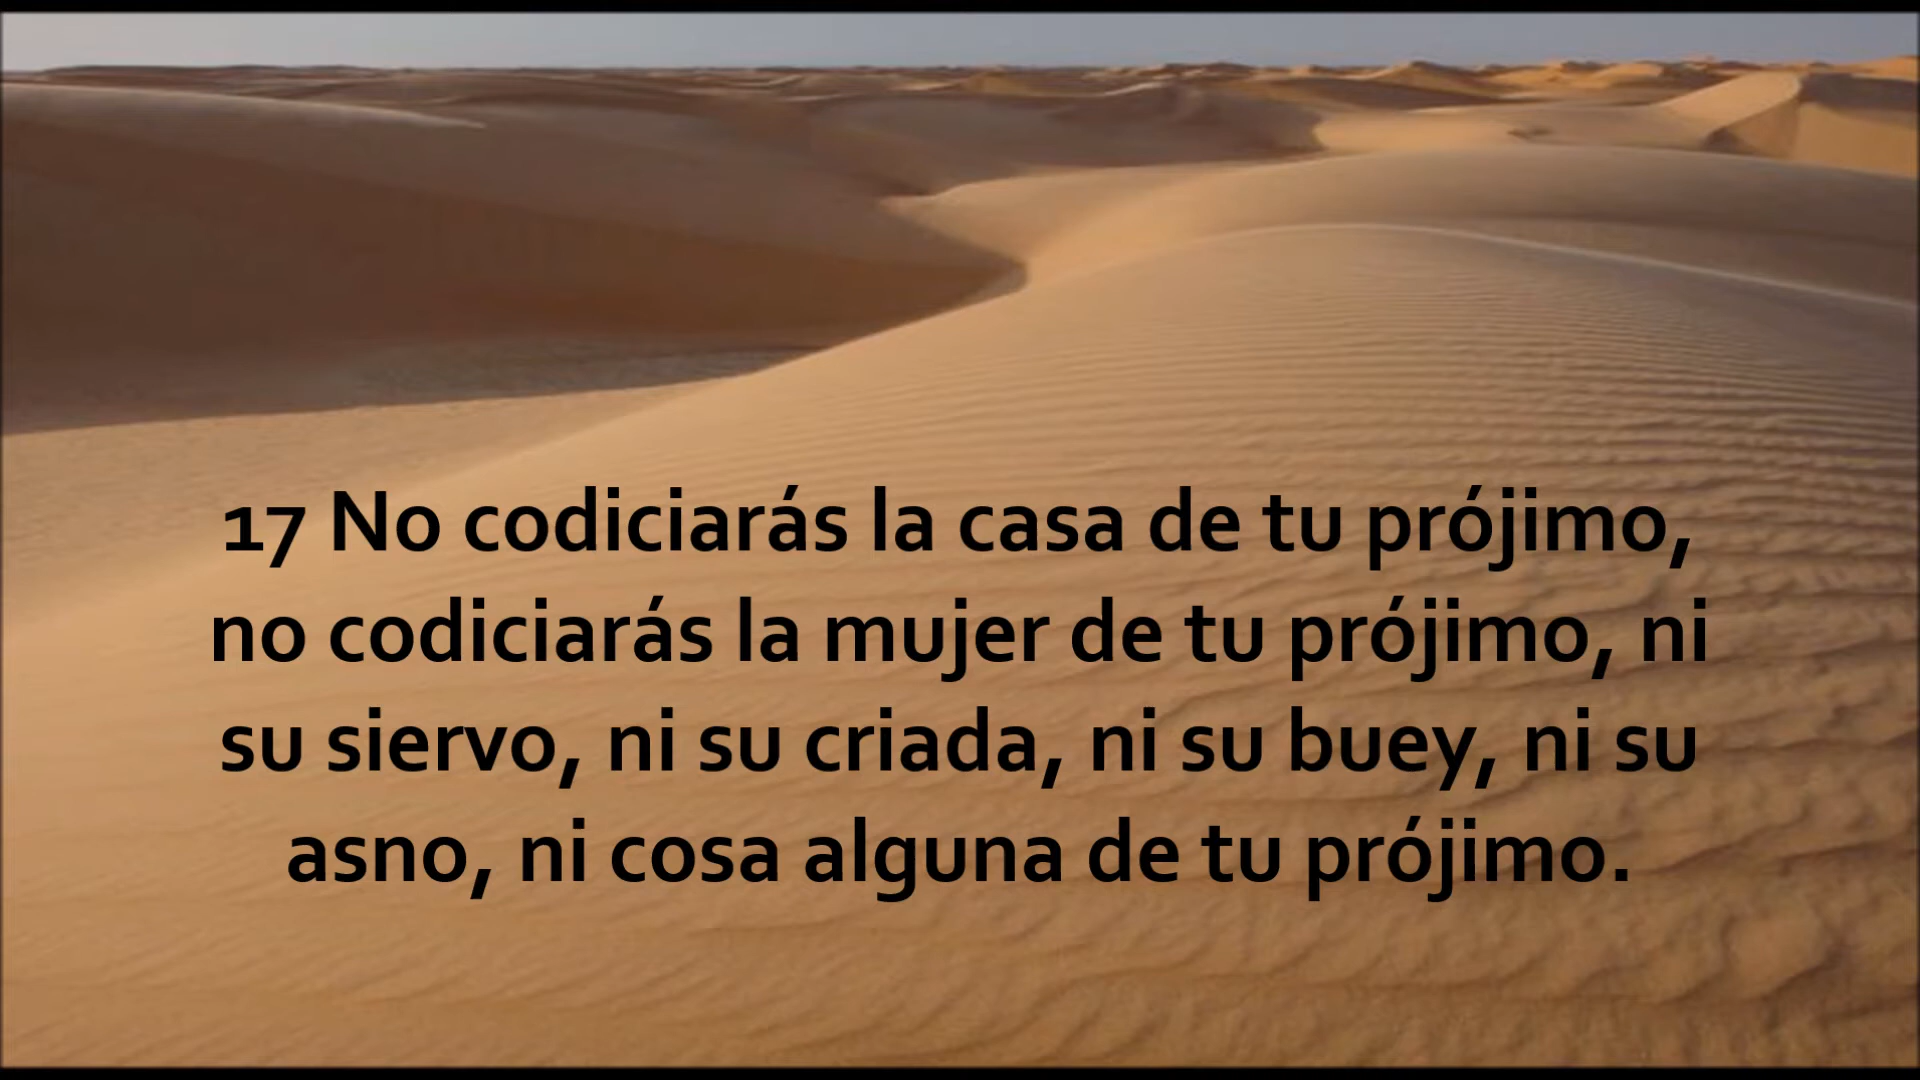 17 No codiciarás la casa de tu prójimo,
no codiciarás la mujer de tu prójimo, ni
su siervo, ni su criada, ni su buey, ni su
asno, ni cosa alguna de tu prójimo.